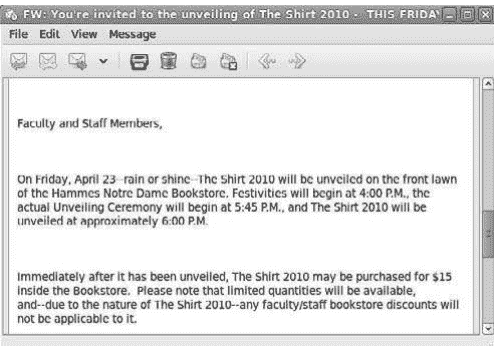 FW: You're invited to the unveiling of The Shirt 2010 - THIS FRIDAY
File Edit View Message
Faculty and Staff Members,
On Friday, April 23--rain or shine--The Shirt 2010 will be unveiled on the front lawn
of the Hammes Notre Dame Bookstore. Festivities will begin at 4:00 P.M., the
actual Unveiling Ceremony will begin at 5:45 P.M., and The Shirt 2010 will be
unveiled at approximately 6:00 P.M.
Immediately after it has been unveiled, The Shirt 2010 may be purchased for $15
inside the Bookstore. Please note that limited quantities will be available,
and--due to the nature of The Shirt 2010--any faculty/staff bookstore discounts will
not be applicable to it.